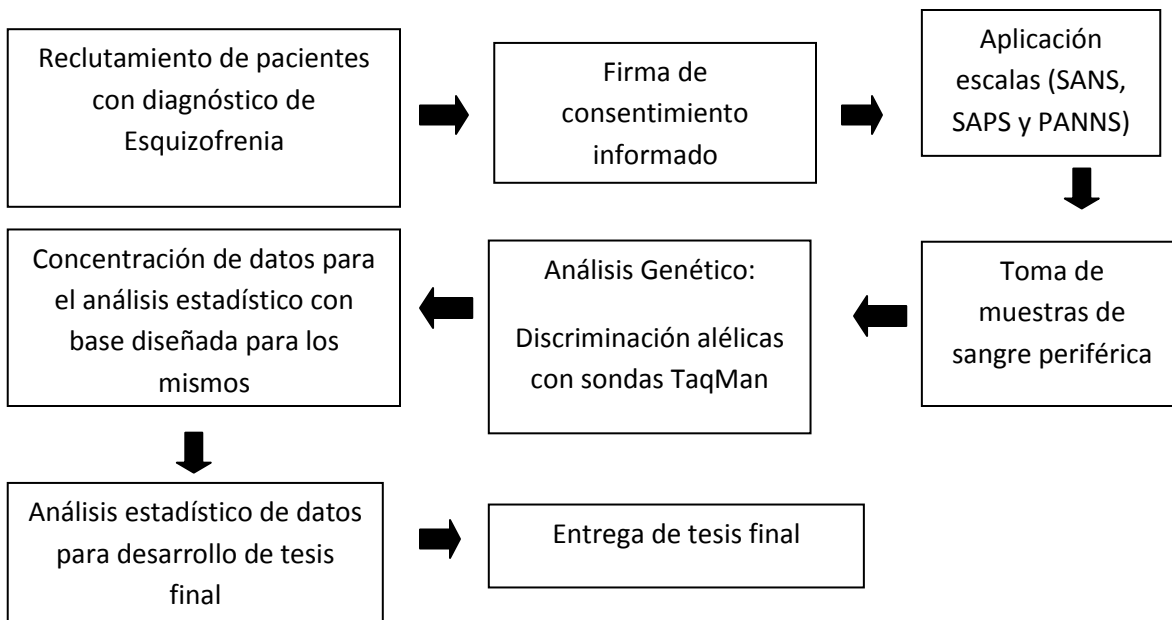 Reclutamiento de pacientes
con diagnóstico de
Esquizofrenia
Firma de
consentimiento
informado
Aplicación
escalas (SANS,
SAPS y PANNS)
Toma de
muestras de
sangre periférica
Análisis Genético:
Discriminación alélicas
con sondas TaqMan
Concentración de datos para
el análisis estadístico con
base diseñada para los
mismos
Análisis estadístico de datos
para desarrollo de tesis
final
Entrega de tesis final